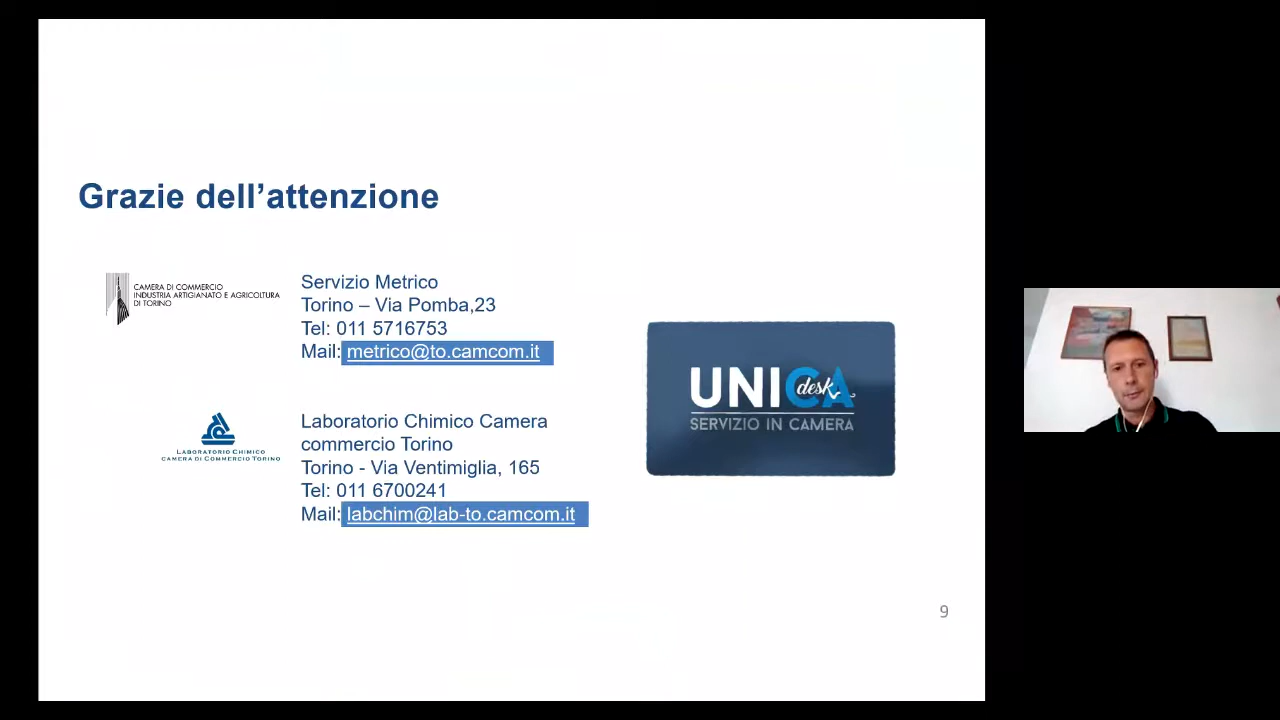 Grazie dell’attenzione
CAMERA DI COMMERCIO
INDUSTRIA ARTIGIANATO E AGRICOLTURA
DI TORINO
Servizio Metrico
Torino – Via Pomba,23
Tel: 011 5716753
Mail: metrico@to.camcom.it
LABORATORIO CHIMICO
CAMERA DI COMMERCIO TORINO
Laboratorio Chimico Camera
commercio Torino
Torino - Via Ventimiglia, 165
Tel: 011 6700241
Mail: labchim@lab-to.camcom.it
UNICA desk
SERVIZIO IN CAMERA
9